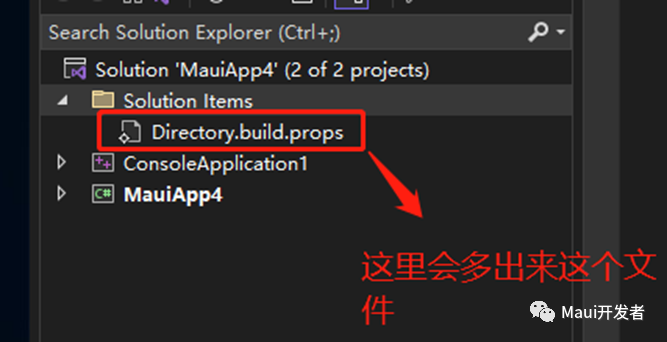 Search Solution Explorer (Ctrl+;)
Solution 'MauiApp4' (2 of 2 projects)
Solution Items
Directory.build.props
ConsoleApplication1
C#
MauiApp4
这里会多出来这个文
件
Maui开发者